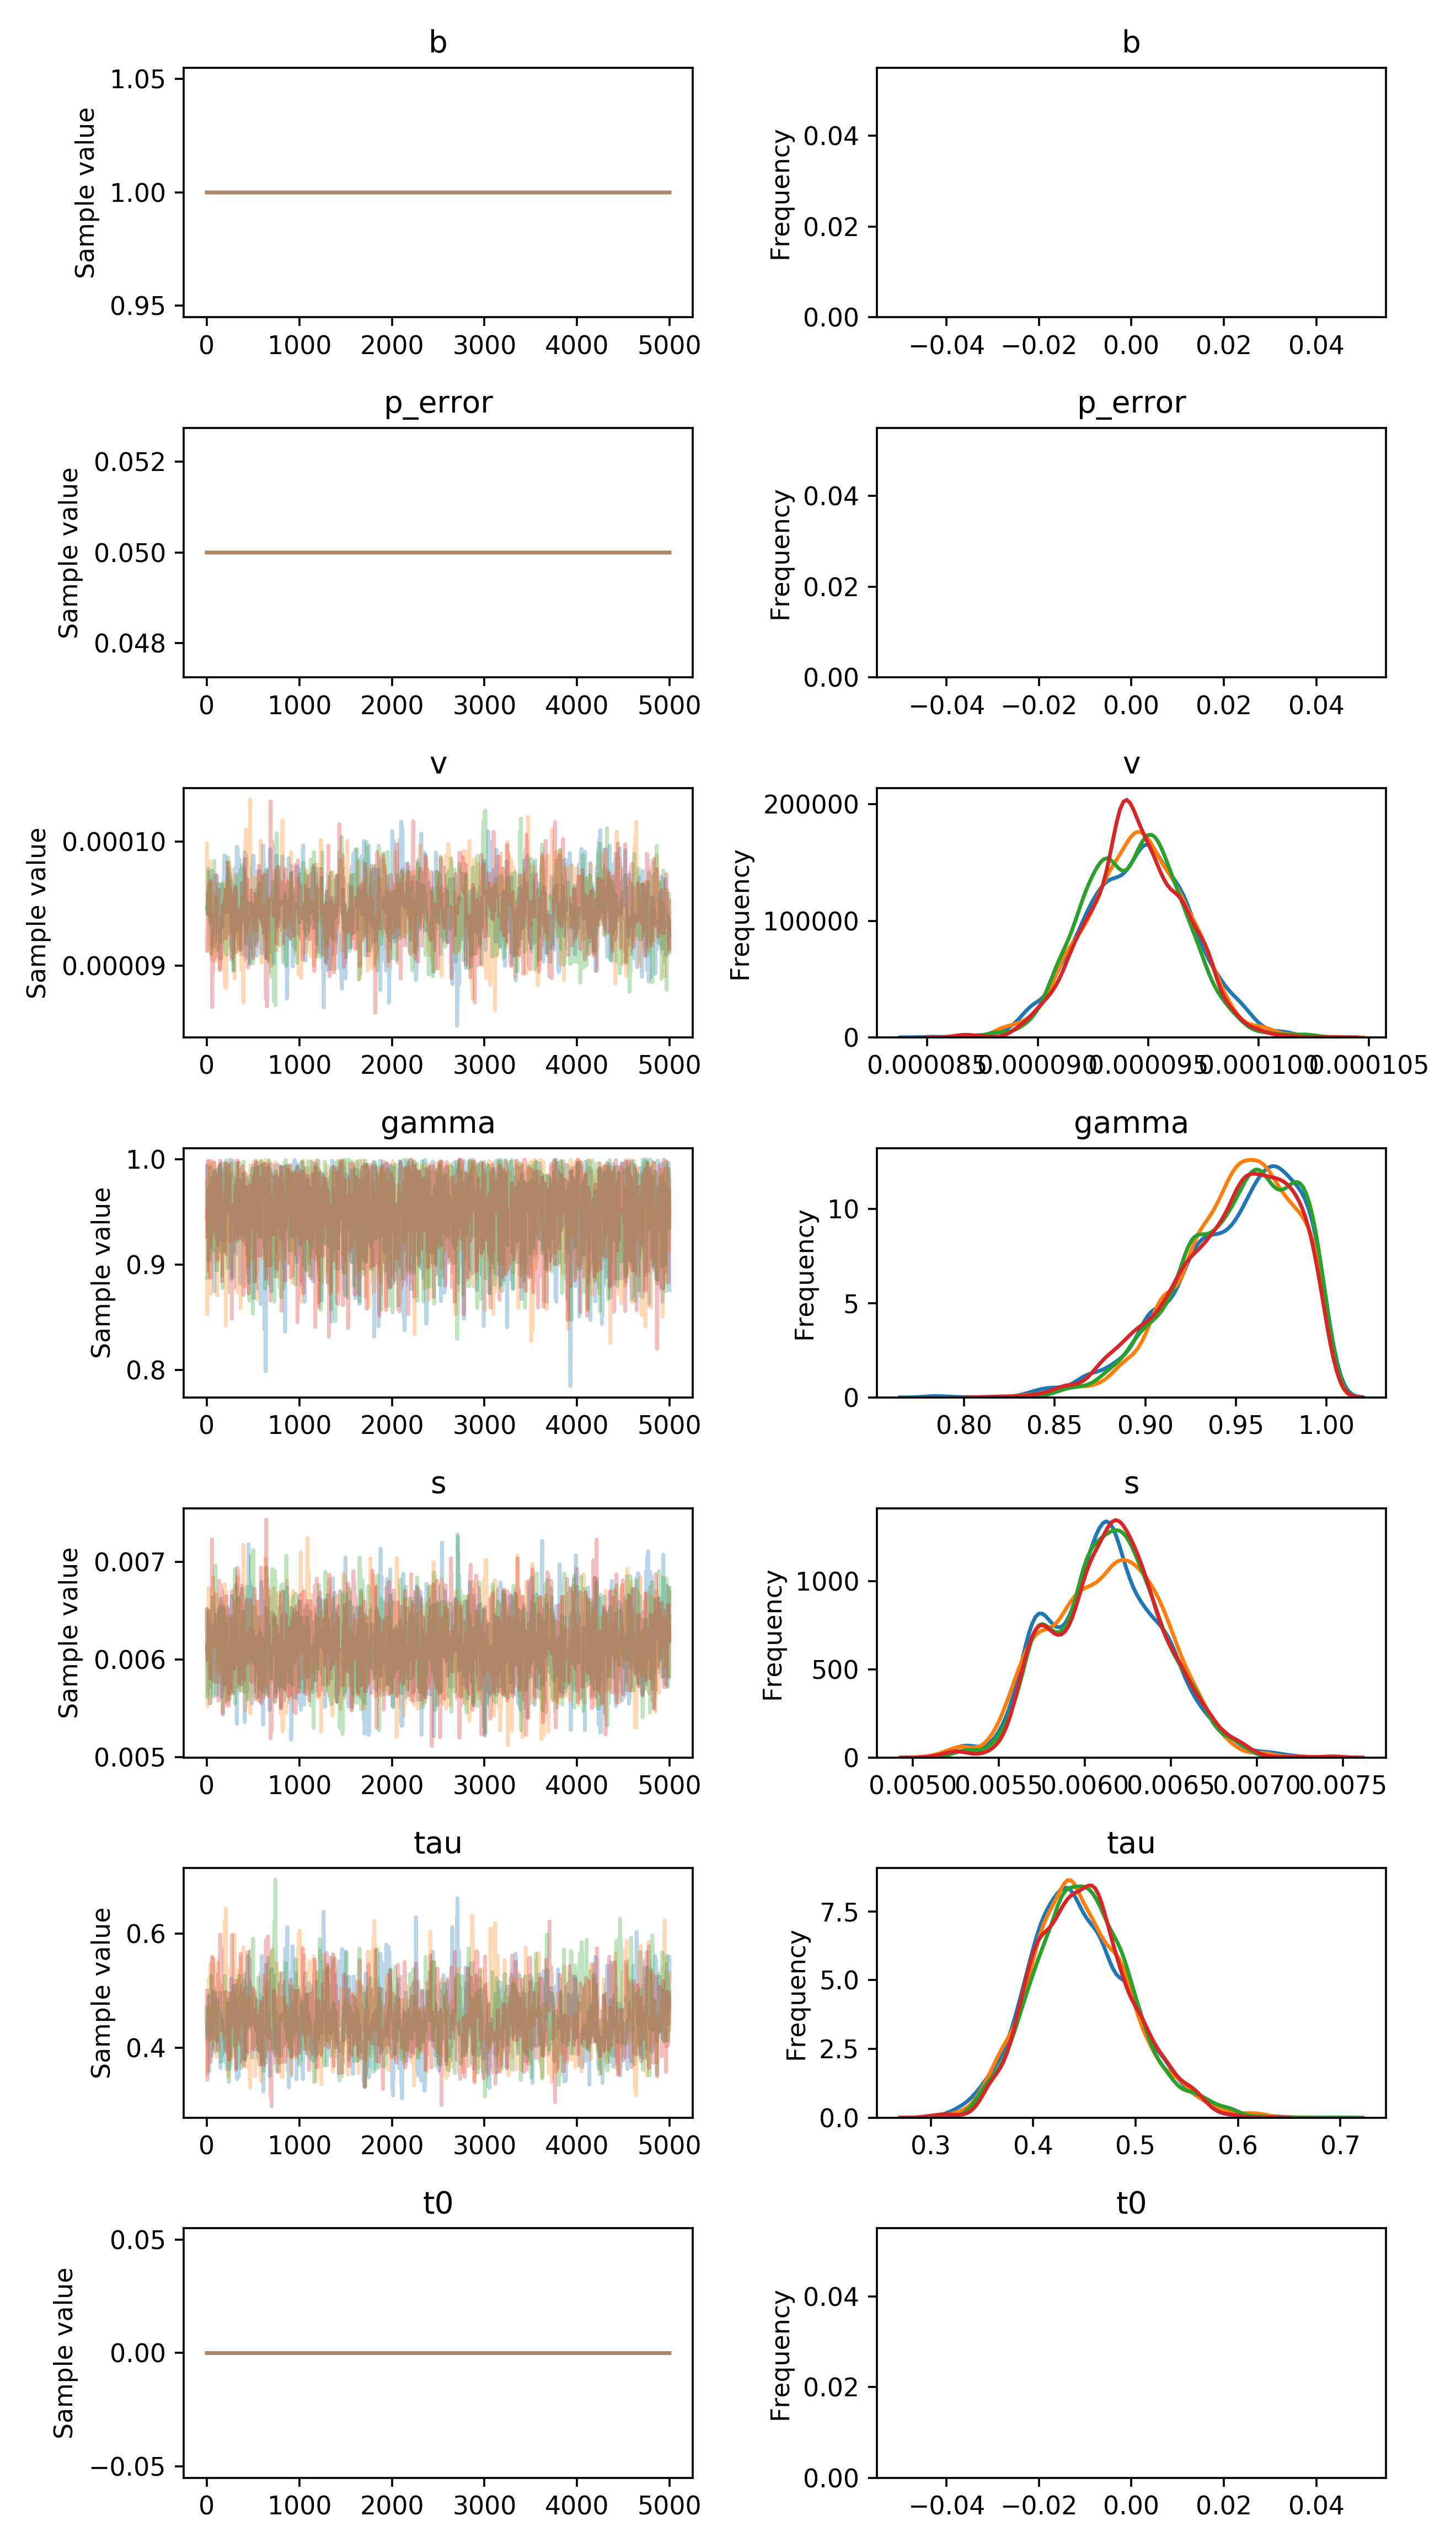 b
b
Sample value
1.05
1.00
0.95
0 1000 2000 3000 4000 5000
Frequency
0.04
0.02
0.00
−0.04 −0.02 0.00 0.02 0.04
p_error
p_error
Sample value
0.052
0.050
0.048
0 1000 2000 3000 4000 5000
Frequency
0.04
0.02
0.00
−0.04 −0.02 0.00 0.02 0.04
v
v
Sample value
0.00010
0.00009
0 1000 2000 3000 4000 5000
Frequency
200000
100000
0
0.000085 0.000090 0.000095 0.000100 0.000105
gamma
gamma
Sample value
1.0
0.9
0.8
0 1000 2000 3000 4000 5000
Frequency
10
5
0
0.80 0.85 0.90 0.95 1.00
s
s
Sample value
0.007
0.006
0.005
0 1000 2000 3000 4000 5000
Frequency
1000
500
0
0.0050 0.0055 0.0060 0.0065 0.0070 0.0075
tau
tau
Sample value
0.6
0.4
0 1000 2000 3000 4000 5000
Frequency
7.5
5.0
2.5
0.0
0.3 0.4 0.5 0.6 0.7
t0
t0
Sample value
0.05
0.00
−0.05
0 1000 2000 3000 4000 5000
Frequency
0.04
0.02
0.00
−0.04 −0.02 0.00 0.02 0.04